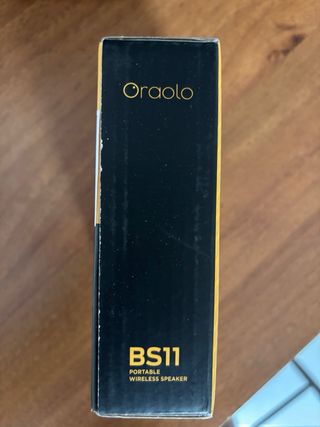 Oraolo
BS11
PORTABLE
WIRELESS SPEAKER